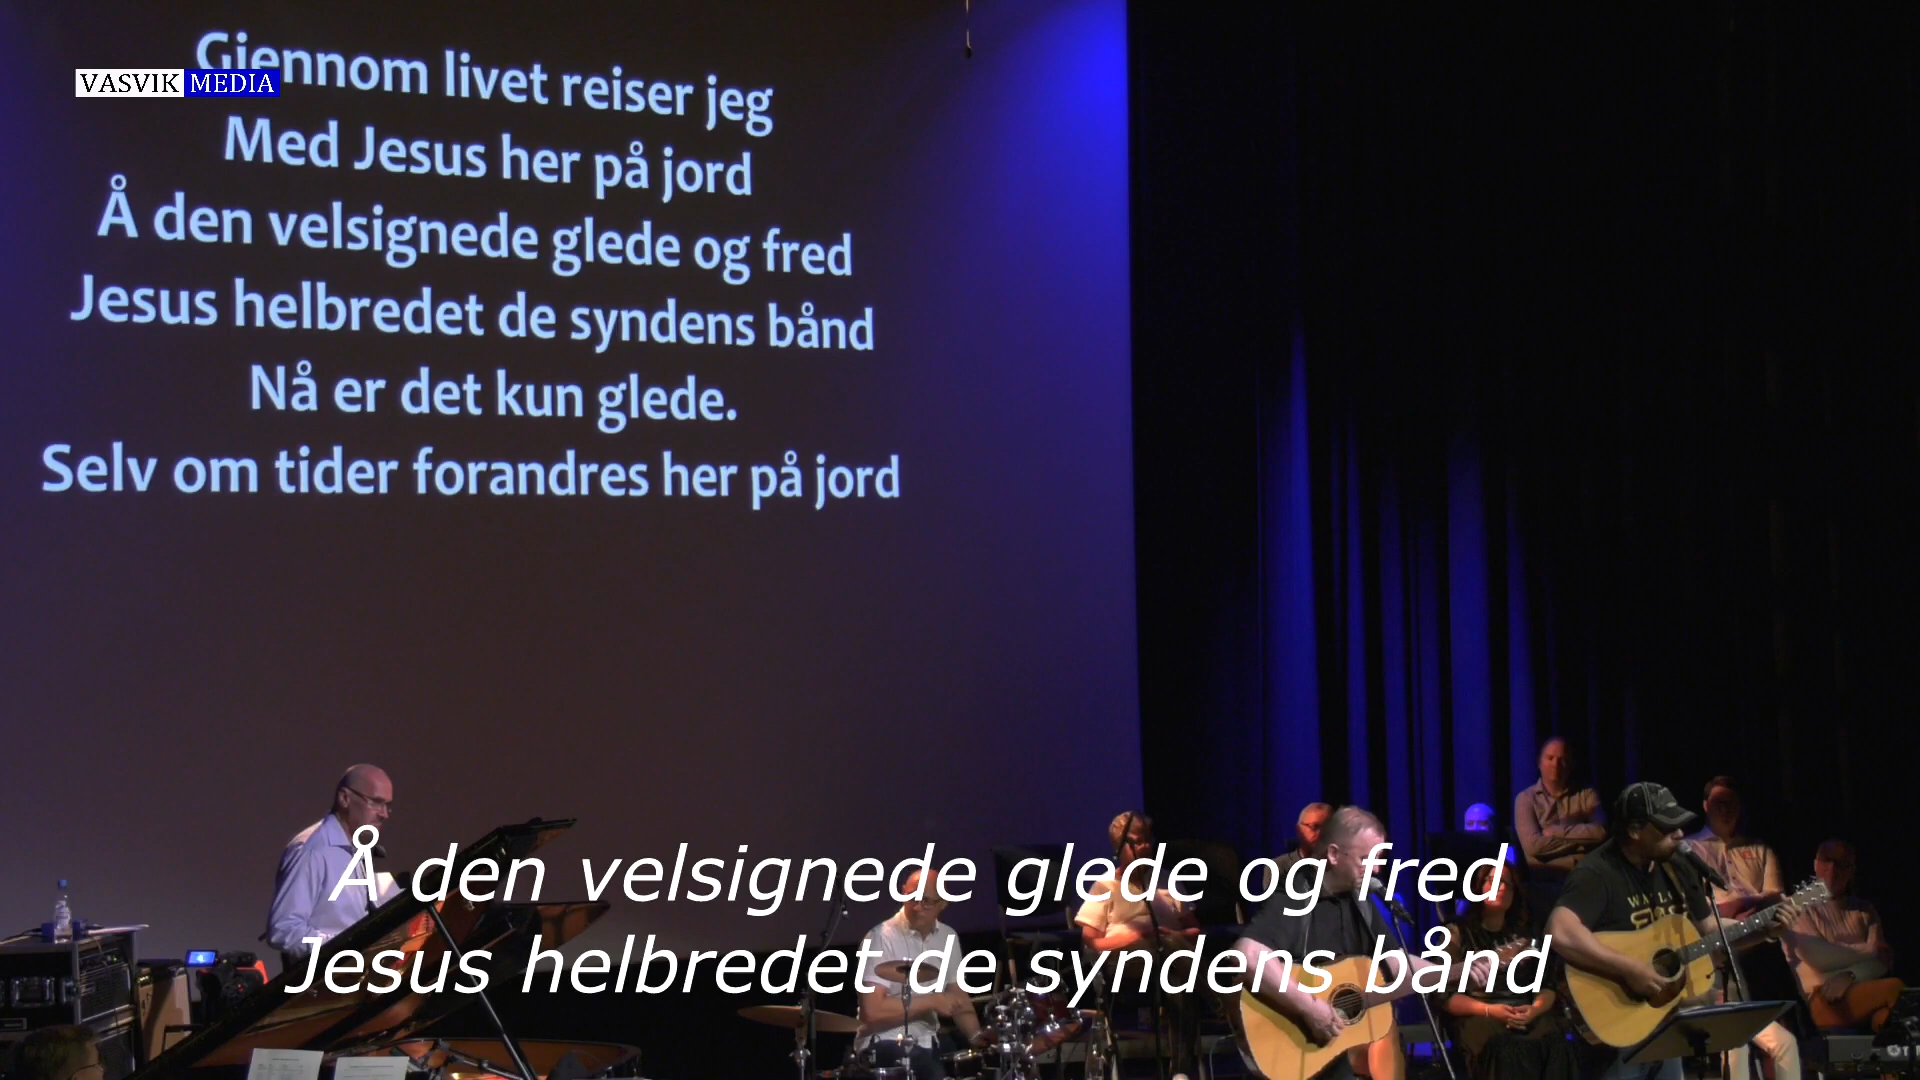 Gjennom livet reiser jeg
VASVIK MEDIA
Med Jesus her på jord
Å den velsignede glede og fred
Jesus helbredet de syndens bånd
Nå er det kun glede.
Selv om tider forandres her på jord
Å den velsignede glede og fred
Jesus helbredet de syndens bånd